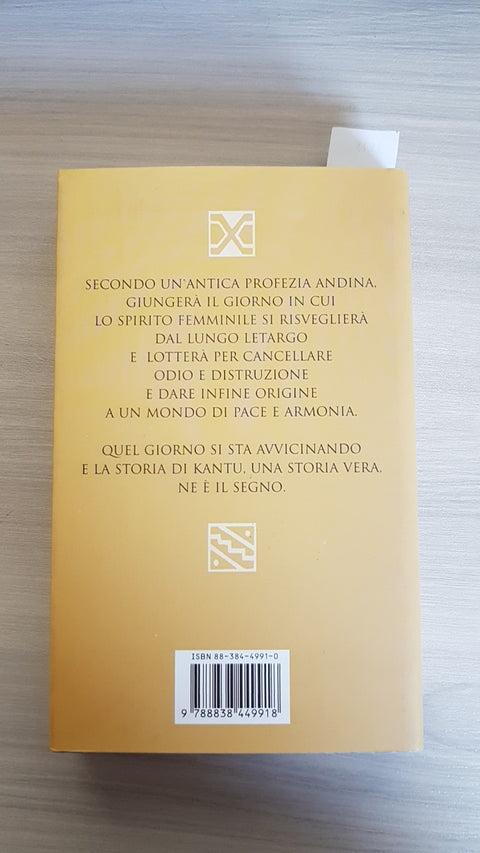 SECONDO UN'ANTICA PROFEZIA ANDINA,
GIUNGERÀ IL GIORNO IN CUI
LO SPIRITO FEMMINILE SI RISVEGLIERÀ
DAL LUNGO LETARGO
E LOTTERÀ PER CANCELLARE
ODIO E DISTRUZIONE
E DARE INFINE ORIGINE
A UN MONDO DI PACE E ARMONIA.
QUEL GIORNO SI STA AVVICINANDO
E LA STORIA DI KANTU, UNA STORIA VERA,
NE È IL SEGNO.
ISBN 88-384-4991-0
9 788838 449918